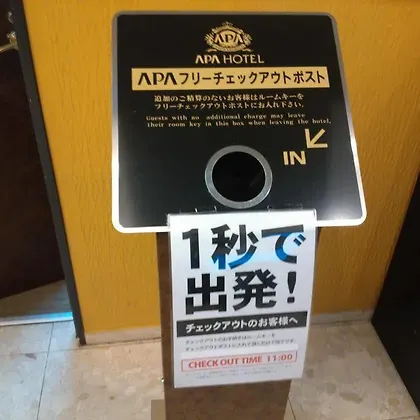 APA
APA HOTEL
APAフリーチェックアウトポスト
追加のご精算のないお客様はルームキーを
フリーチェックアウトポストにお入れ下さい。
Guests with no additional charge may leave
their room key in this box when leaving the hotel.
IN
1秒で
出発!
チェックアウトのお客様へ
CHECK OUT TIME 11:00